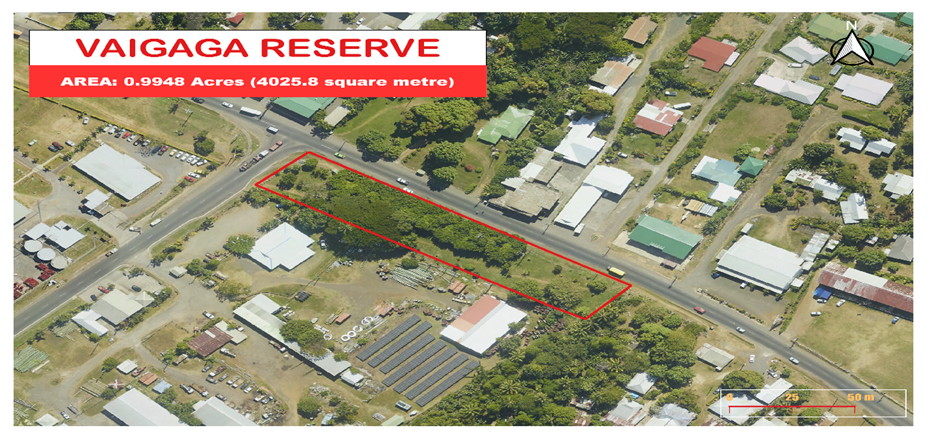 VAIGAGA RESERVE
AREA: 0.9948 Acres (4025.8 square metre)
N
0 25 50 m